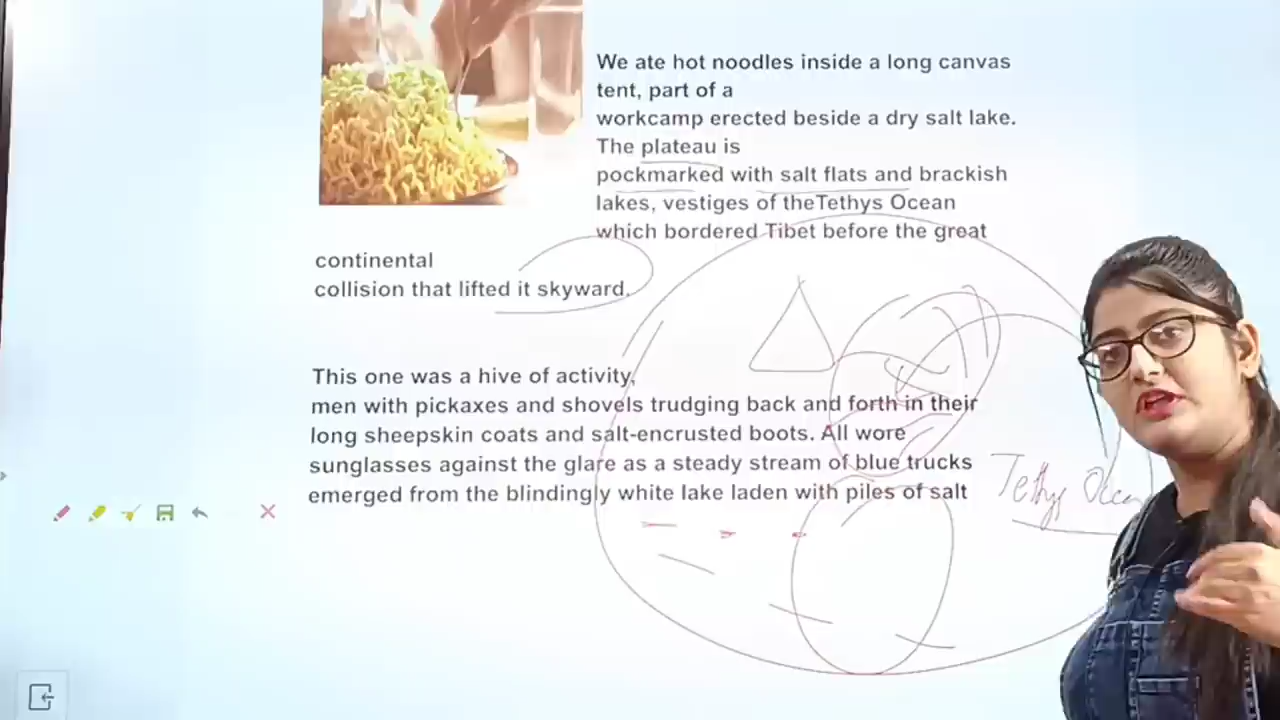 We ate hot noodles inside a long canvas
tent, part of a
workcamp erected beside a dry salt lake.
The plateau is
pockmarked with salt flats and brackish
lakes, vestiges of theTethys Ocean
which bordered Tibet before the great
continental
collision that lifted it skyward.
This one was a hive of activity,
men with pickaxes and shovels trudging back and forth in their
long sheepskin coats and salt-encrusted boots. All wore
sunglasses against the glare as a steady stream of blue trucks
emerged from the blindingly white lake laden with piles of salt
Tethys